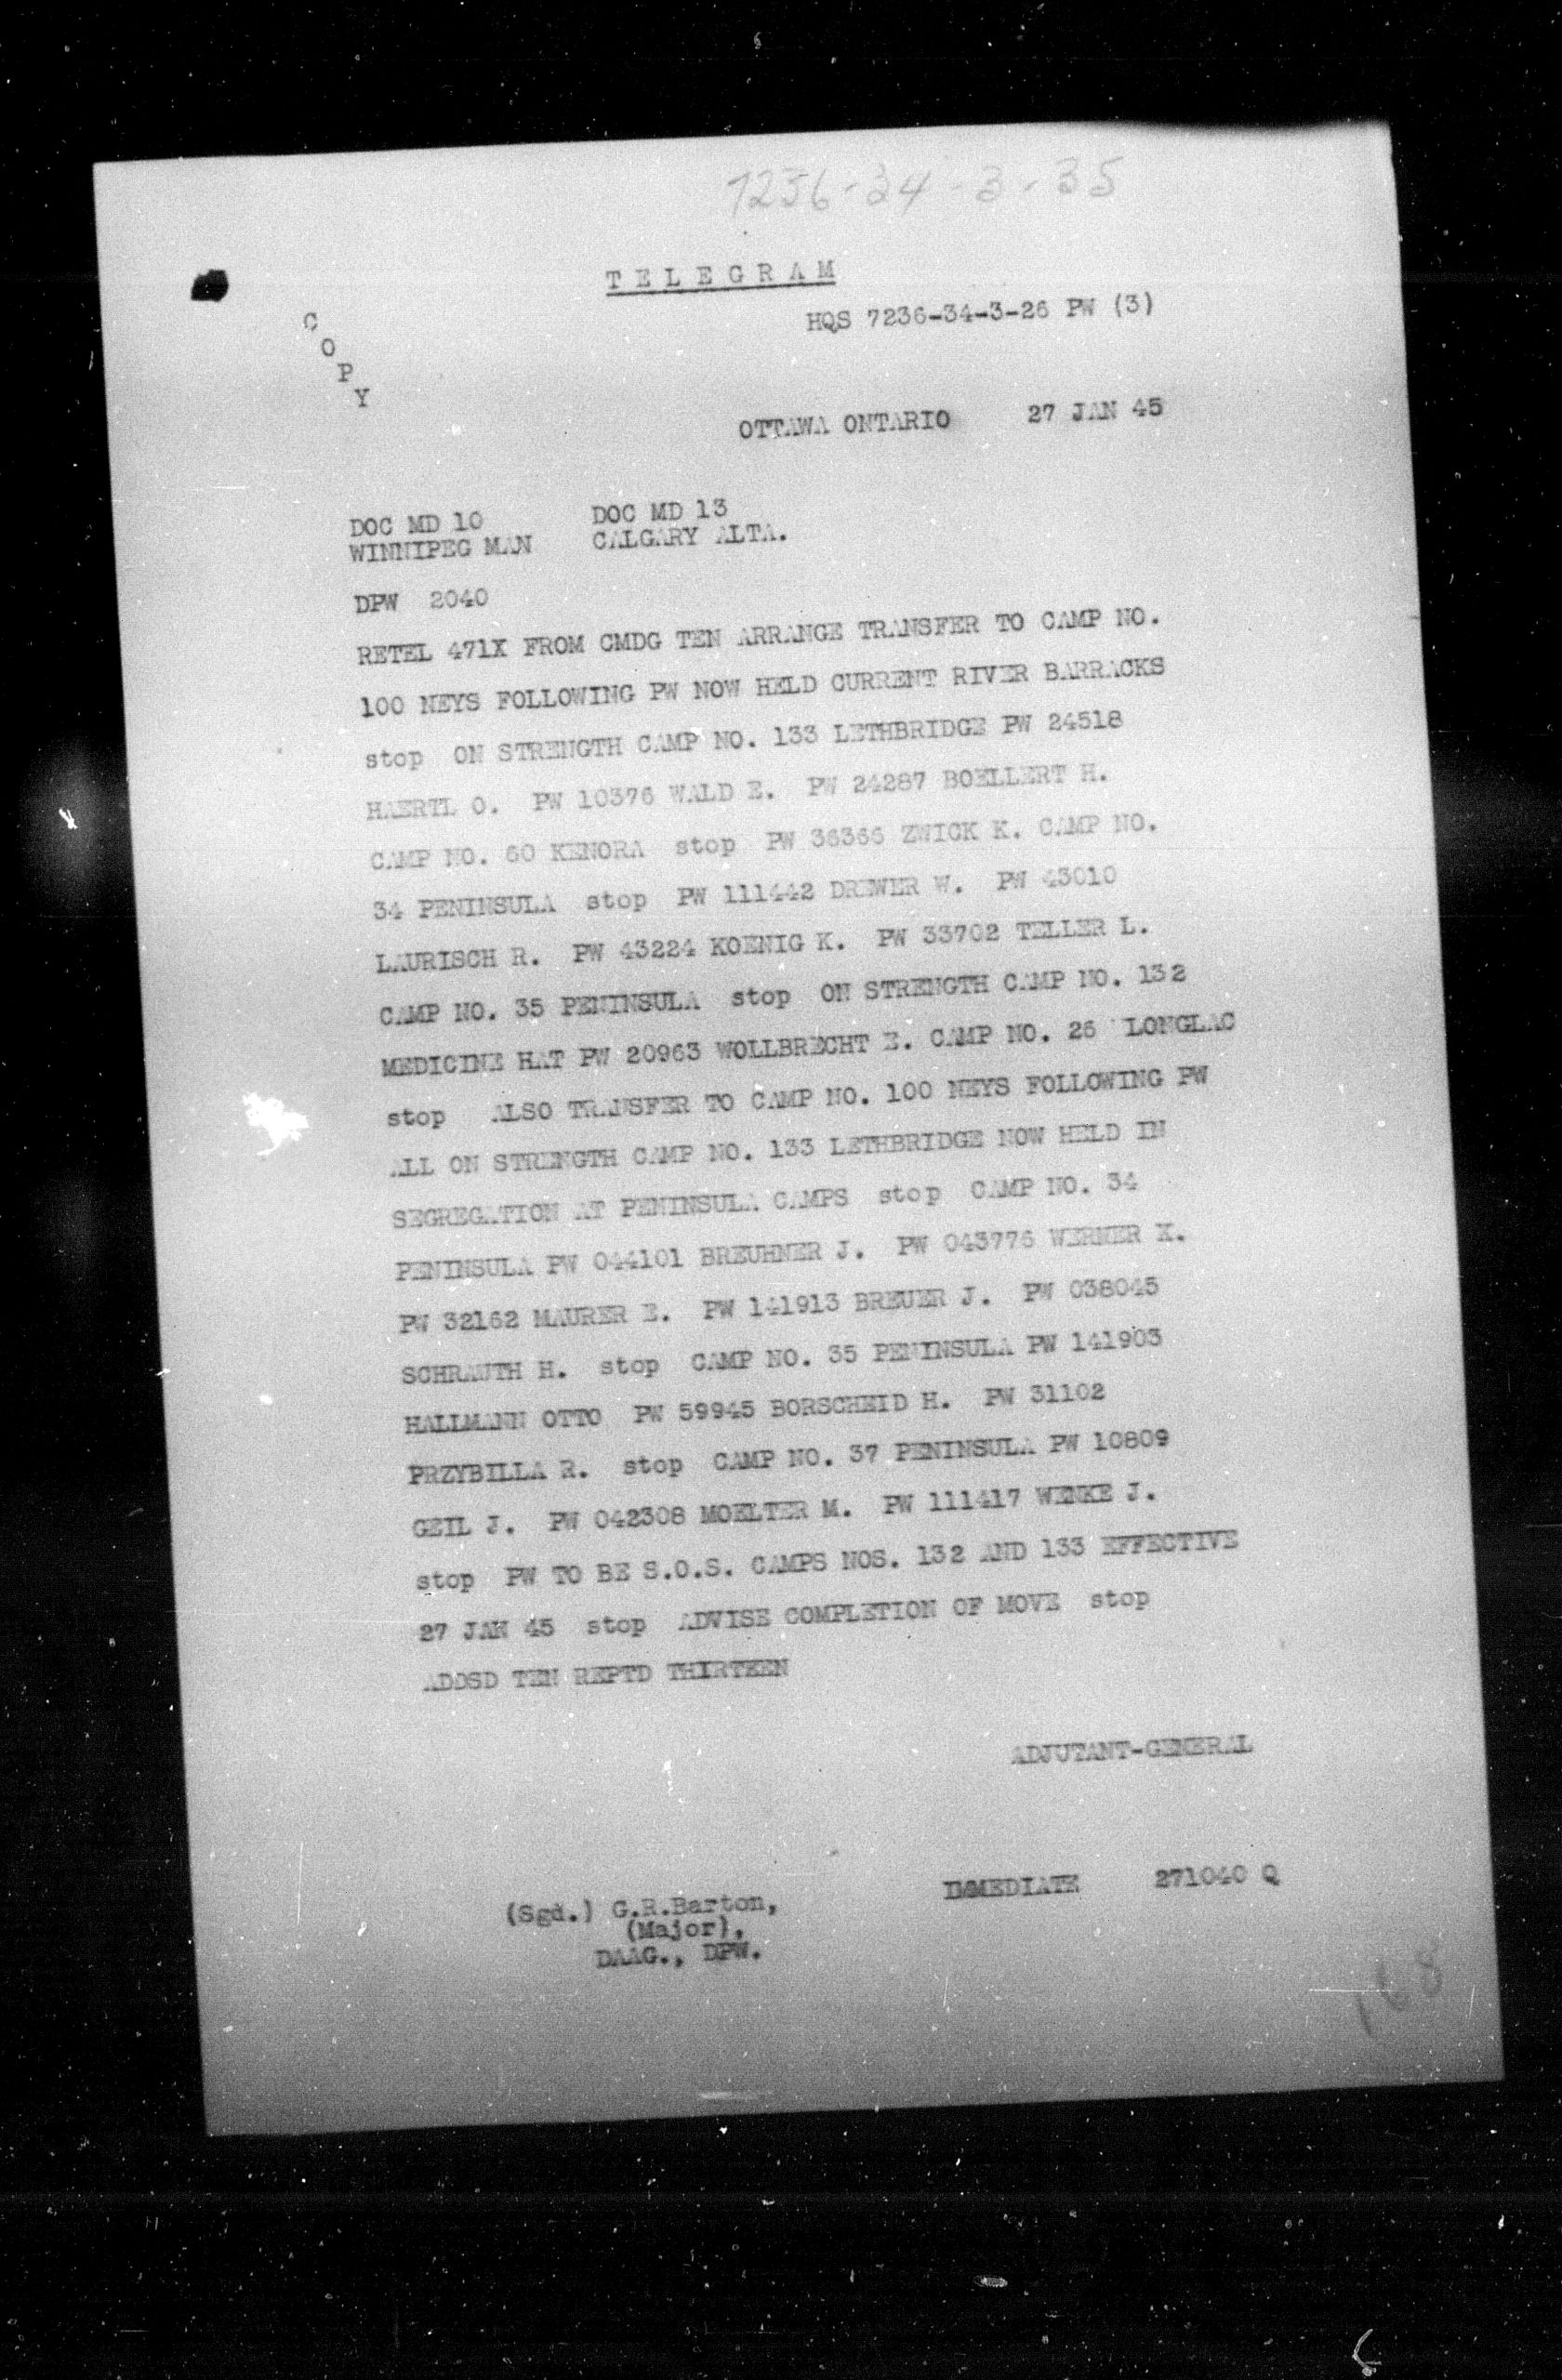 7236-34-3-35
TELEGRAM
HQS 7236-34-3-26 PW (3)
C
O
P
Y
OTTAWA ONTARIO 27 JAN 45
DOC MD 10 DOC MD 13
WINNIPEG MAN CALGARY ALTA.
DPW 2040
RETEL 471X FROM CMDG TEN ARRANGE TRANSFER TO CAMP NO.
100 NEYS FOLLOWING PW NOW HELD CURRENT RIVER BARRACKS
stop ON STRENGTH CAMP NO. 133 LETHBRIDGE PW 24518
HAERTL O. PW 10376 WALD E. PW 24287 BOELLERT H.
CAMP NO. 60 KENORA stop PW 36366 ZWICK K. CAMP NO.
34 PENINSULA stop PW 111442 DREWER W. PW 43010
LAURISCH R. PW 43224 KOENIG K. PW 33702 TELLER L.
CAMP NO. 35 PENINSULA stop ON STRENGTH CAMP NO. 132
MEDICINE HAT PW 20963 WOLLBRECHT E. CAMP NO. 26 LONGLAC
stop ALSO TRANSFER TO CAMP NO. 100 NEYS FOLLOWING PW
ALL ON STRENGTH CAMP NO. 133 LETHBRIDGE NOW HELD IN
SEGREGATION AT PENINSULA CAMPS stop CAMP NO. 34
PENINSULA PW 044101 BREUHNER J. PW 043776 WERNER X.
PW 32162 MAURER E. PW 141913 BREUER J. PW 038045
SCHRAUTH H. stop CAMP NO. 35 PENINSULA PW 141903
HALLMANN OTTO PW 59945 BORSCHEID H. PW 31102
PRZYBILLA R. stop CAMP NO. 37 PENINSULA PW 10809
GEIL J. PW 042308 MOELTER M. PW 111417 WENKE J.
stop PW TO BE S.O.S. CAMPS NOS. 132 AND 133 EFFECTIVE
27 JAN 45 stop ADVISE COMPLETION OF MOVE stop
ADDSD TEN REPTD THIRTEEN
ADJUTANT-GENERAL
IMMEDIATE 271040 Q
(Sgd.) G.R.Barton,
(Major),
DAAG., DPW.
168